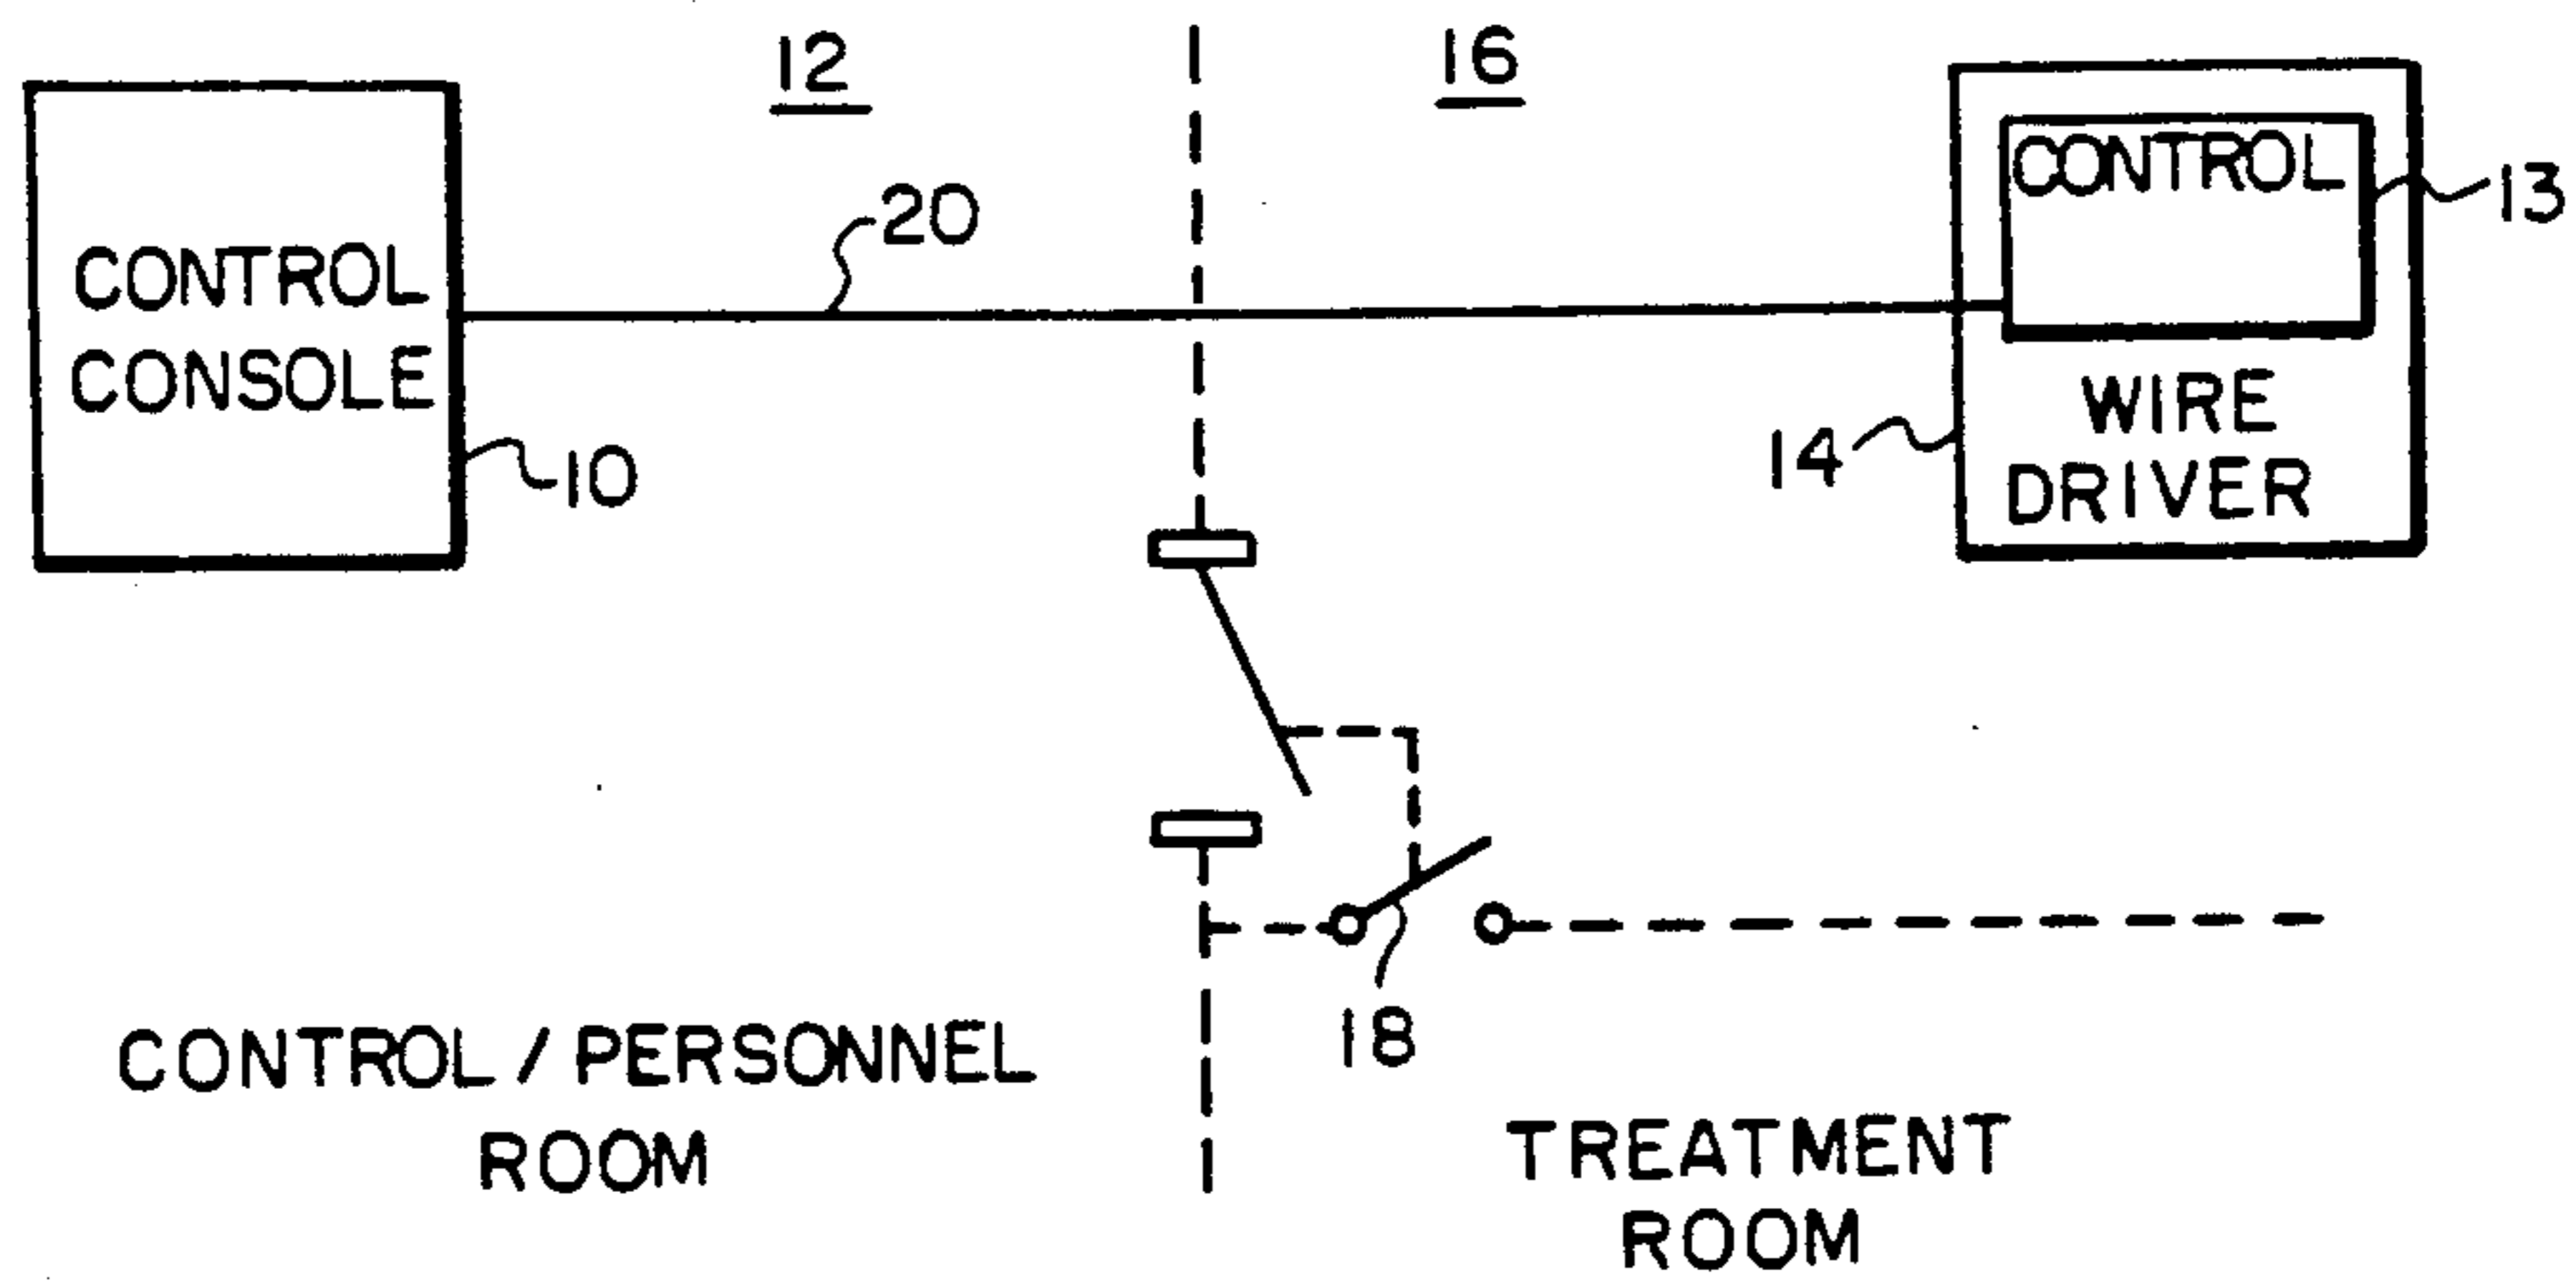 12
16
CONTROL
13
20
CONTROL
CONSOLE
WIRE
DRIVER
14
10
18
CONTROL / PERSONNEL
ROOM
TREATMENT
ROOM